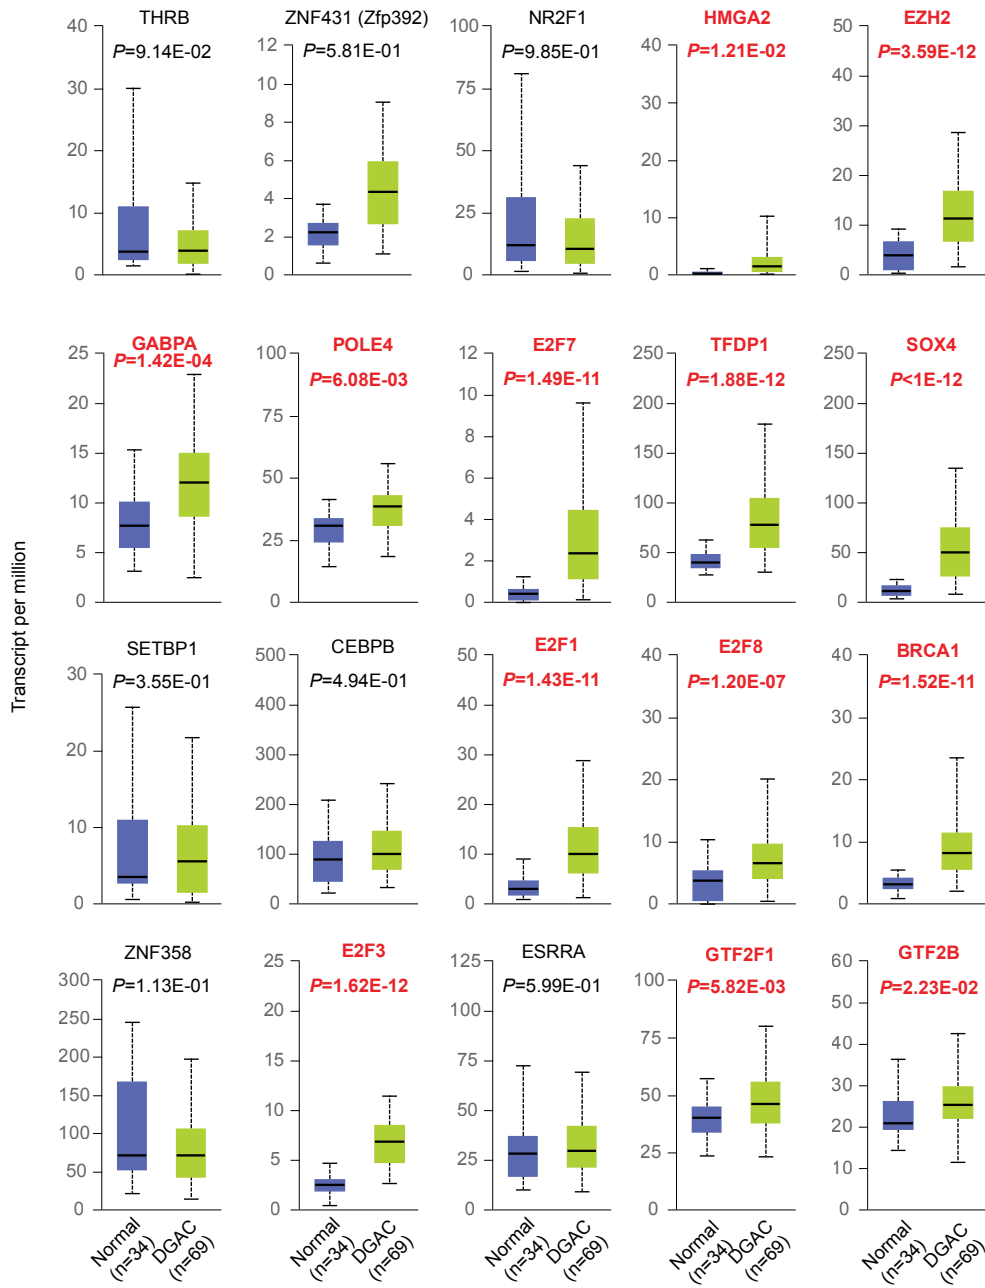 Transcript per million
THRB
P=9.14E-02
40
30
20
10
0
ZNF431 (Zfp392)
P=5.81E-01
12
10
8
6
4
2
0
NR2F1
P=9.85E-01
100
75
50
25
0
HMGA2
P=1.21E-02
40
30
20
10
0
EZH2
P=3.59E-12
50
40
30
20
10
0
GABPA
P=1.42E-04
25
20
15
10
5
0
POLE4
P=6.08E-03
100
50
25
0
E2F7
P=1.49E-11
12
10
8
6
4
2
0
TFDP1
P=1.88E-12
250
200
150
100
50
0
SOX4
P<1E-12
250
200
150
100
50
0
SETBP1
P=3.55E-01
30
20
10
0
CEBPB
P=4.94E-01
500
400
300
200
100
0
E2F1
P=1.43E-11
50
40
30
20
10
0
E2F8
P=1.20E-07
40
30
20
10
0
BRCA1
P=1.52E-11
40
30
20
10
0
ZNF358
P=1.13E-01
300
250
200
150
100
50
0
Normal
(n=34)
DGAC
(n=69)
E2F3
P=1.62E-12
25
20
15
10
5
0
Normal
(n=34)
DGAC
(n=69)
ESRRA
P=5.99E-01
125
100
75
50
25
0
Normal
(n=34)
DGAC
(n=69)
GTF2F1
P=5.82E-03
100
75
50
25
0
Normal
(n=34)
DGAC
(n=69)
GTF2B
P=2.23E-02
60
50
40
30
20
10
0
Normal
(n=34)
DGAC
(n=69)